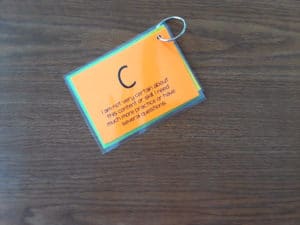 C
I am not very certain about
this content or skill. I need
much more practice or have
several questions.